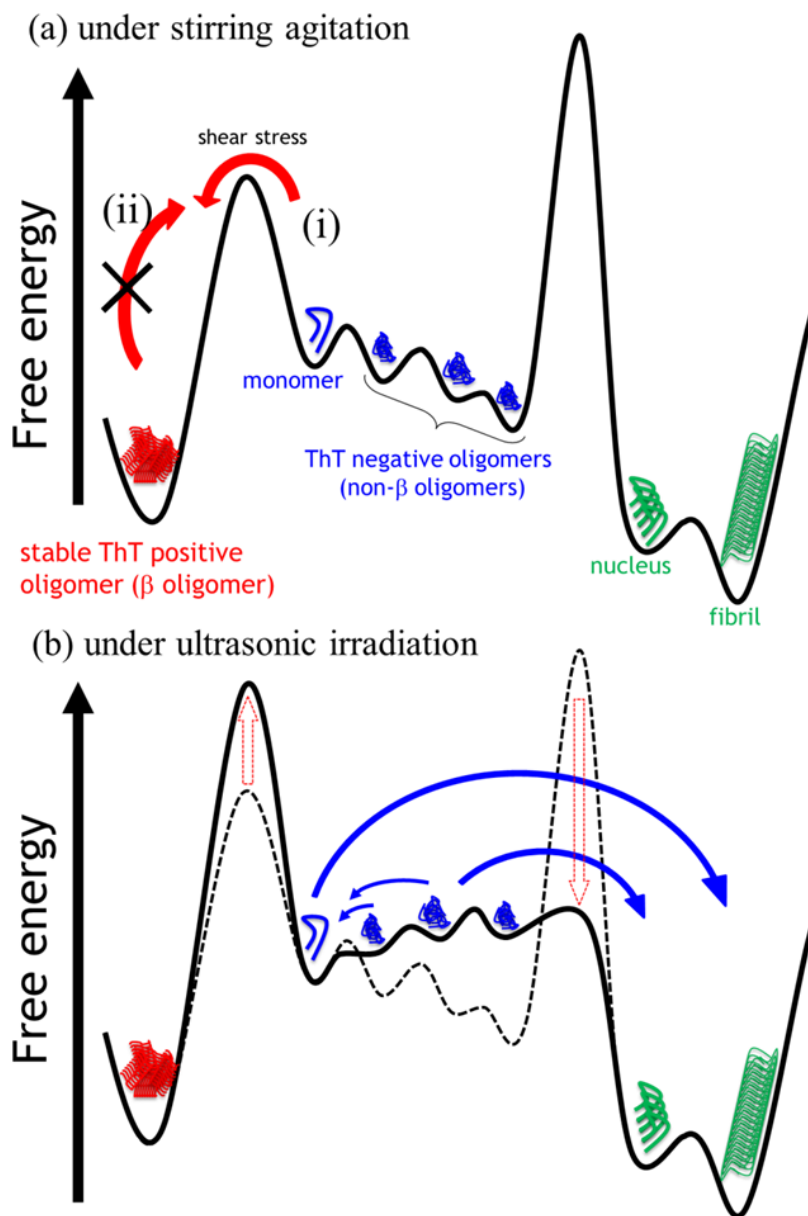 (a) under stirring agitation
shear stress
(ii)
(i)
Free energy
monomer
ThT negative oligomers
(non-β oligomers)
stable ThT positive
oligomer (β oligomer)
nucleus
fibril
(b) under ultrasonic irradiation
Free energy